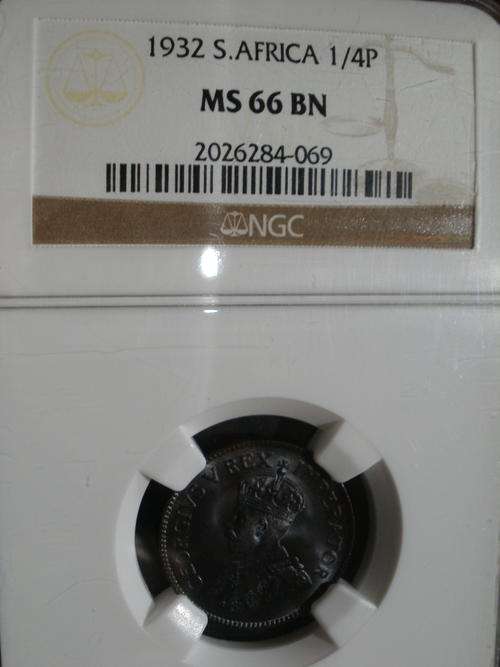 1932 S.AFRICA 1/4P
MS 66 BN
2026284-069
NGC
GEORGIVS V REX IMPERATOR